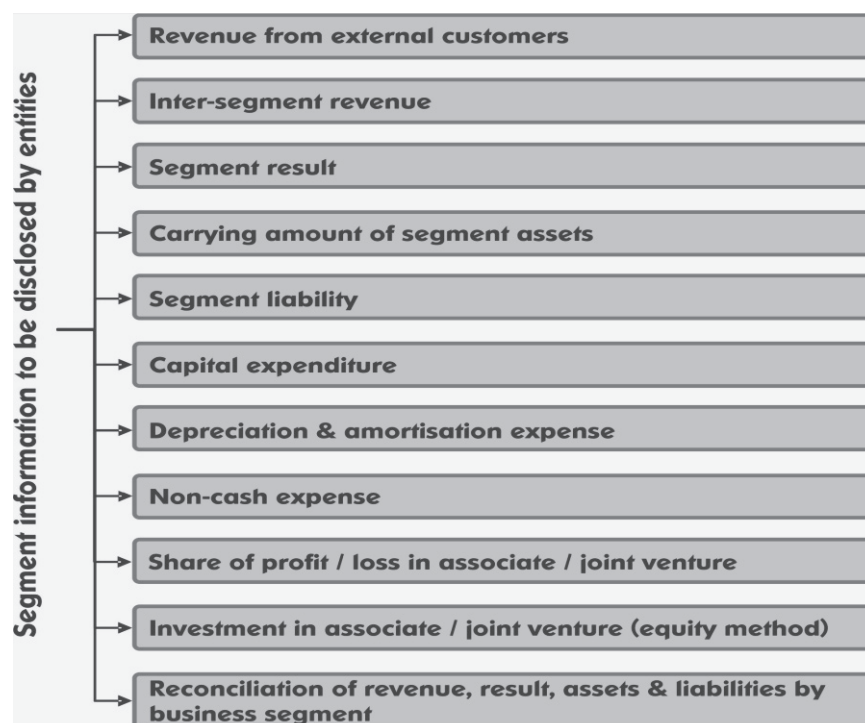 Segment information to be disclosed by entities
Revenue from external customers
Inter-segment revenue
Segment result
Carrying amount of segment assets
Segment liability
Capital expenditure
Depreciation & amortisation expense
Non-cash expense
Share of profit / loss in associate / joint venture
Investment in associate / joint venture (equity method)
Reconciliation of revenue, result, assets & liabilities by
business segment